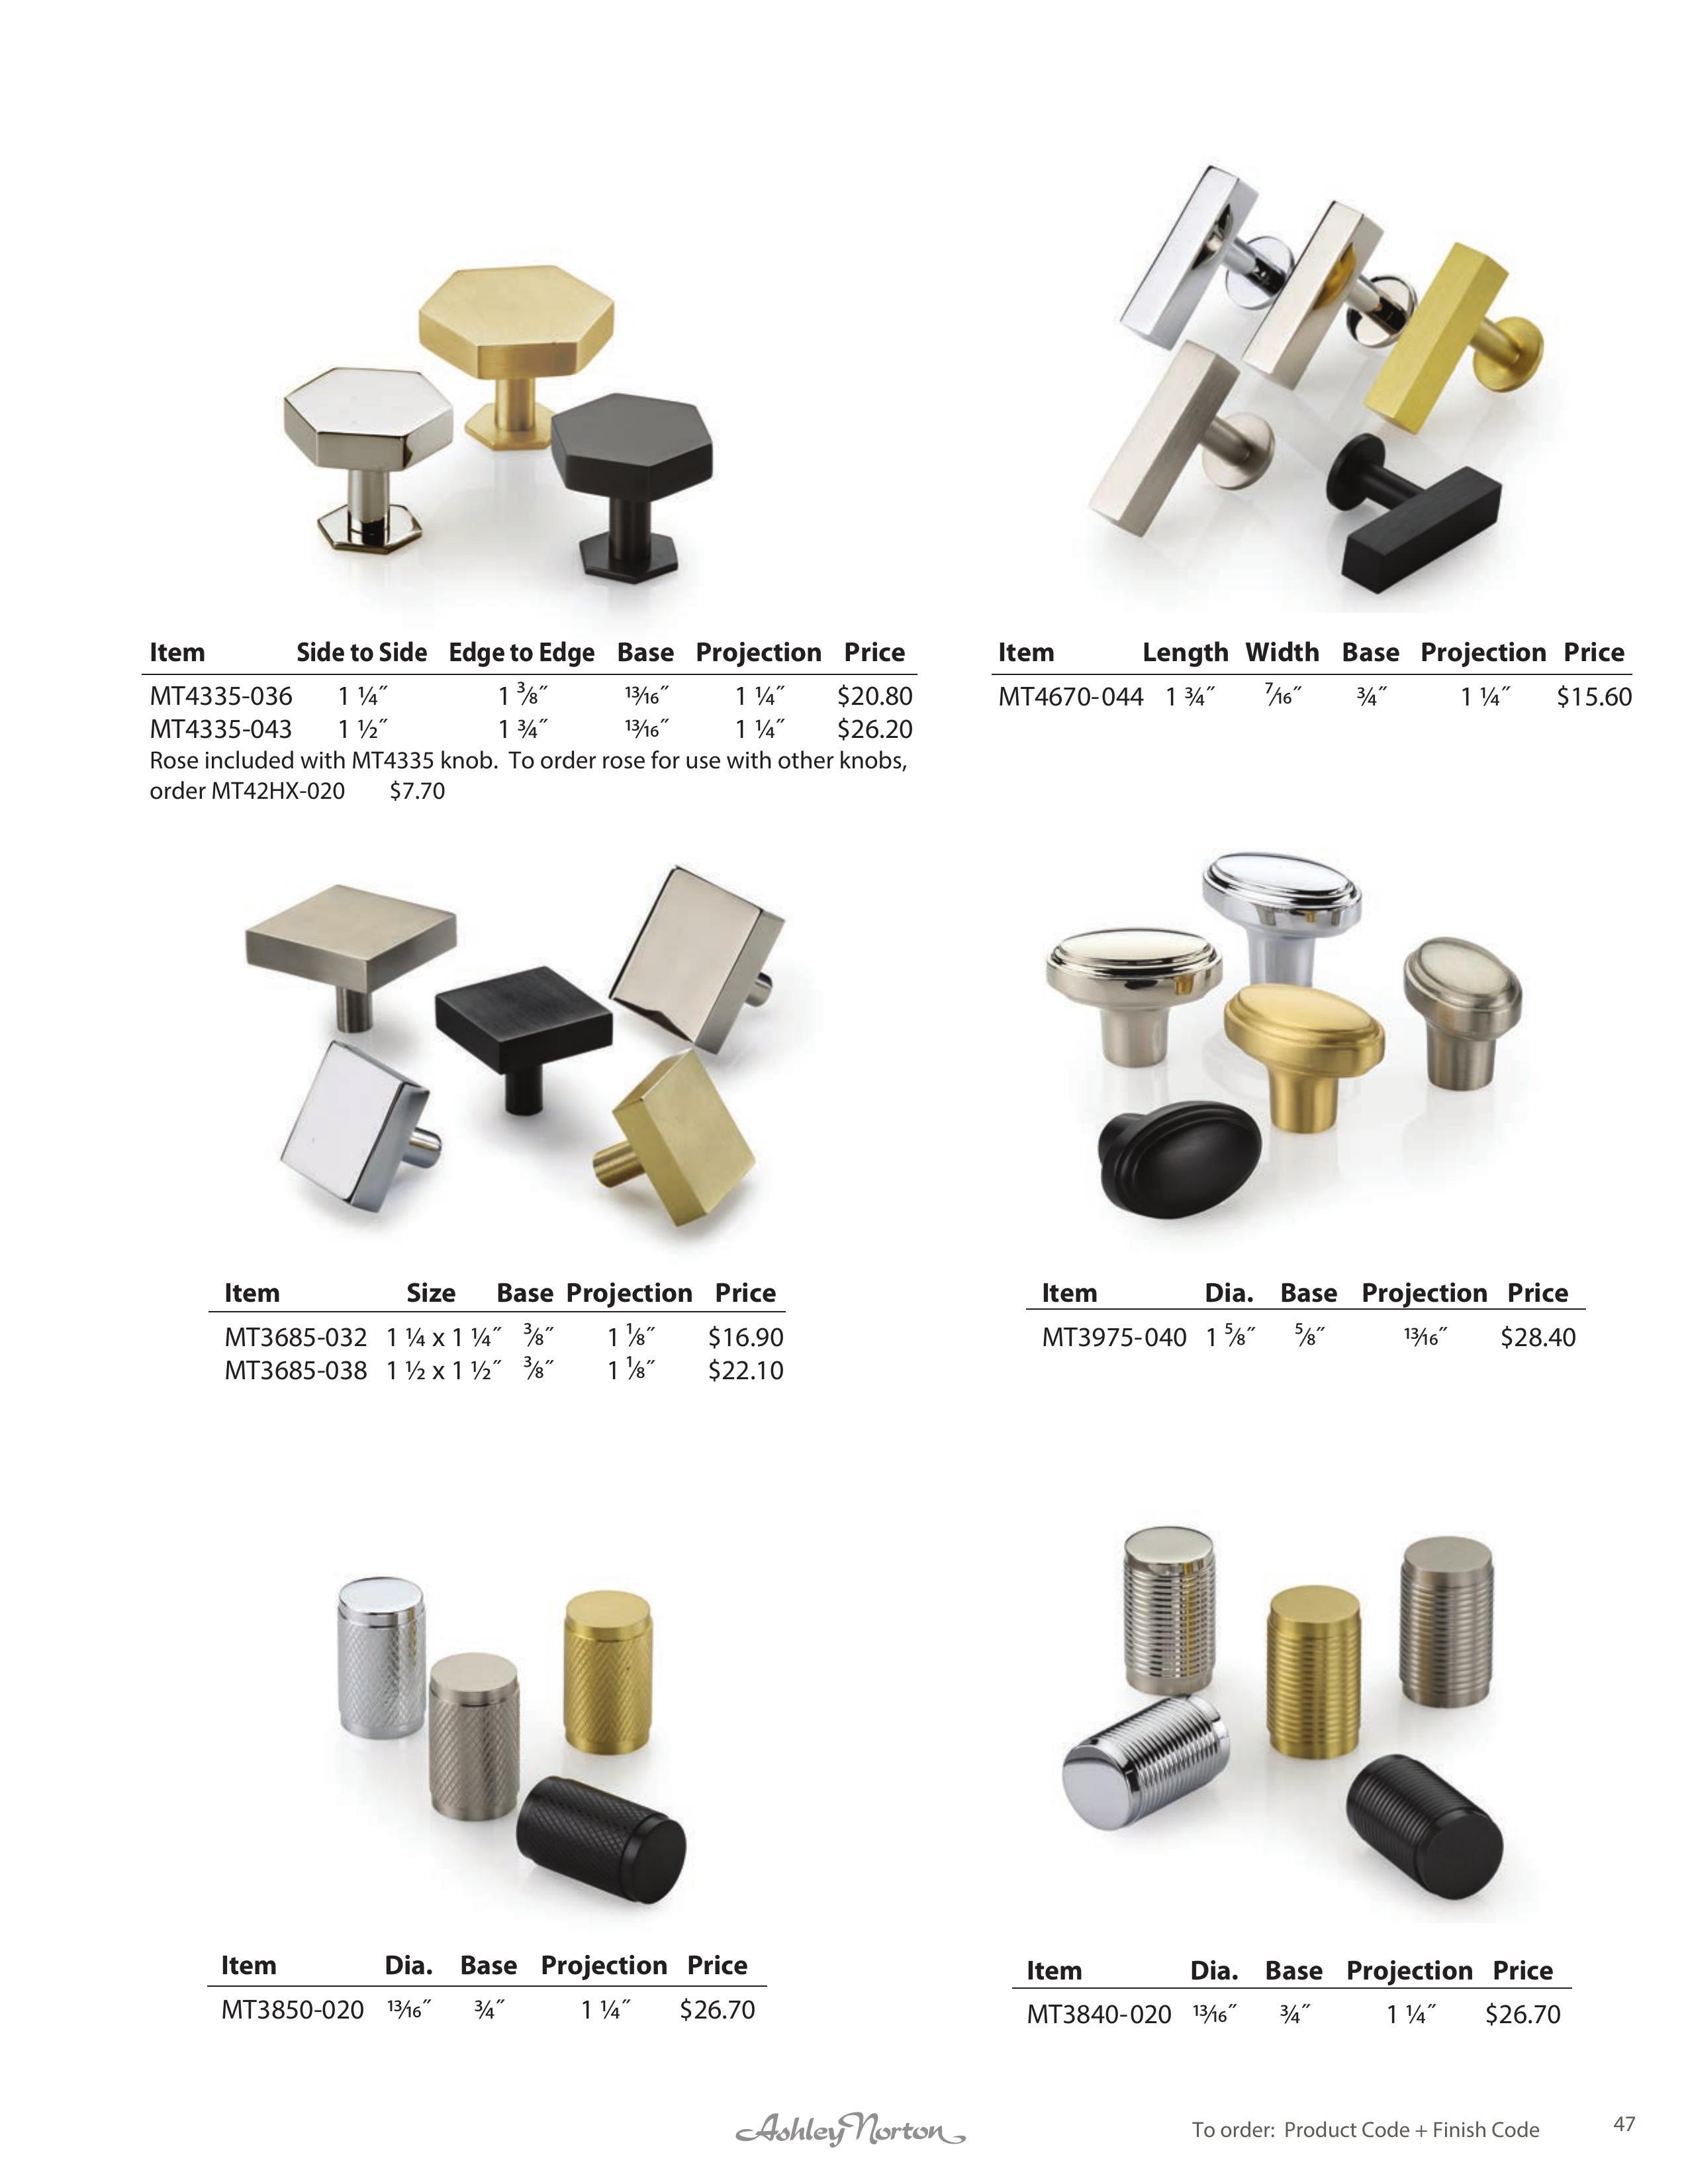 Item Side to Side Edge to Edge Base Projection Price
MT4335-036 1 ¼″ 1 ⅜″ 13⁄16″ 1 ¼″ $20.80
MT4335-043 1 ½″ 1 ¾″ 13⁄16″ 1 ¼″ $26.20
Rose included with MT4335 knob. To order rose for use with other knobs,
order MT42HX-020 $7.70
Item Length Width Base Projection Price
MT4670-044 1 ¾″ 7⁄16″ ¾″ 1 ¼″ $15.60
Item Size Base Projection Price
MT3685-032 1 ¼ x 1 ¼″ ⅜″ 1 ⅛″ $16.90
MT3685-038 1 ½ x 1 ½″ ⅜″ 1 ⅛″ $22.10
Item Dia. Base Projection Price
MT3975-040 1 ⅝″ ⅝″ 13⁄16″ $28.40
Item Dia. Base Projection Price
MT3850-020 13⁄16″ ¾″ 1 ¼″ $26.70
Item Dia. Base Projection Price
MT3840-020 13⁄16″ ¾″ 1 ¼″ $26.70
Ashley Norton
To order: Product Code + Finish Code
47